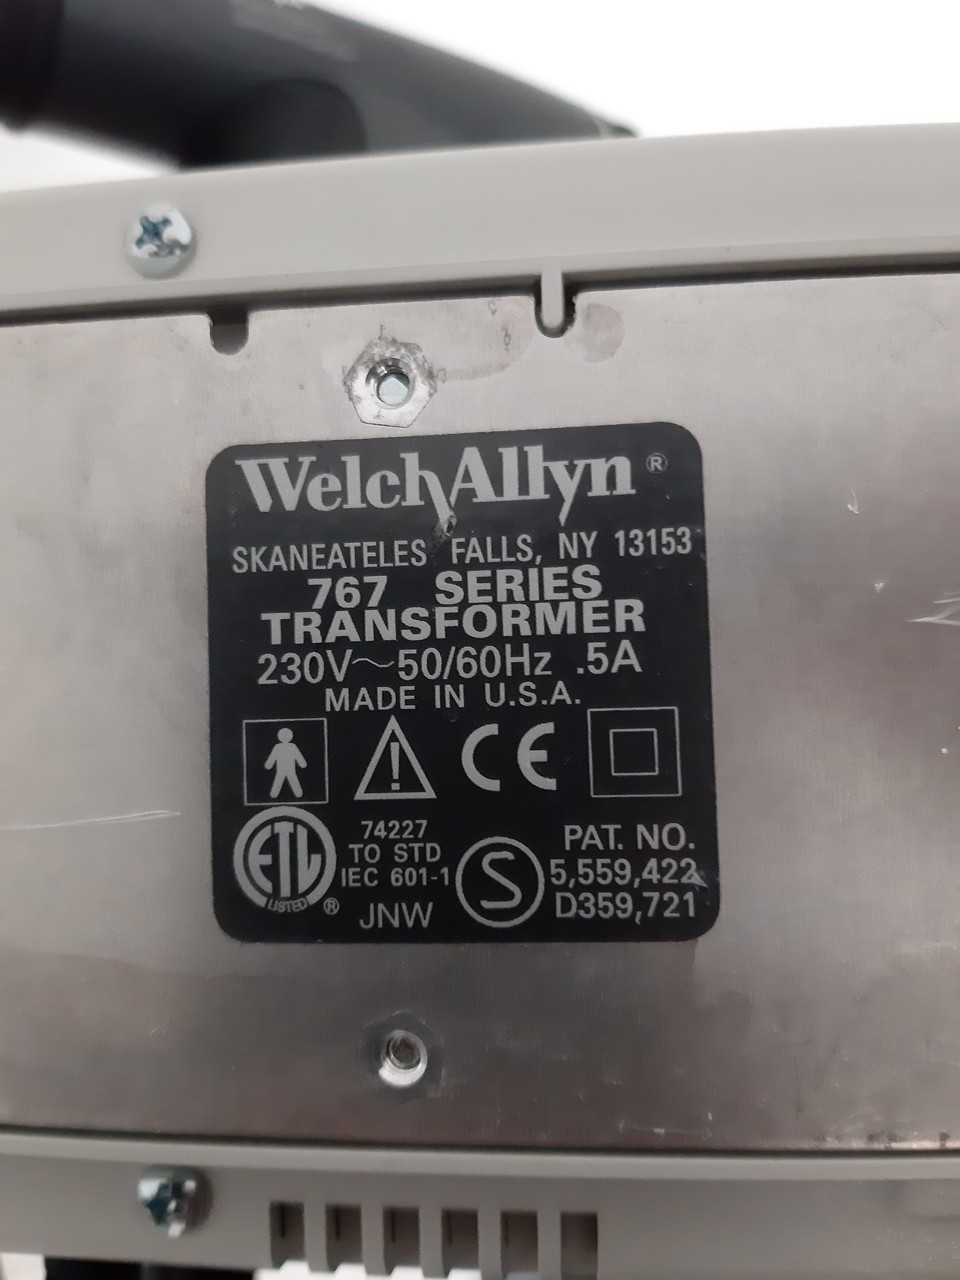 WelchAllyn ®
SKANEATELES FALLS, NY 13153
767 SERIES
TRANSFORMER
230V~50/60Hz .5A
MADE IN U.S.A.
CE
ETL
LISTED ®
74227
TO STD
IEC 601-1
JNW
S
PAT. NO.
5,559,422
D359,721